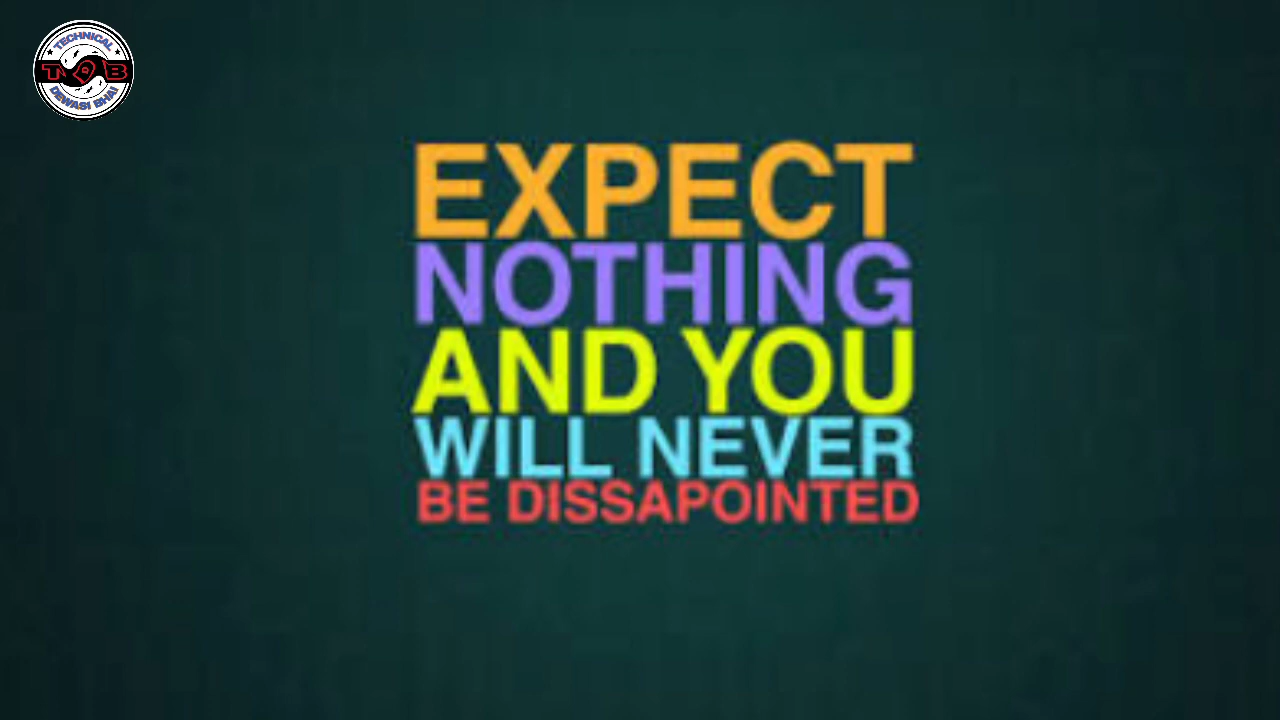 TECHNICAL
T B
DEWASI BHAI
EXPECT
NOTHING
AND YOU
WILL NEVER
BE DISSAPOINTED